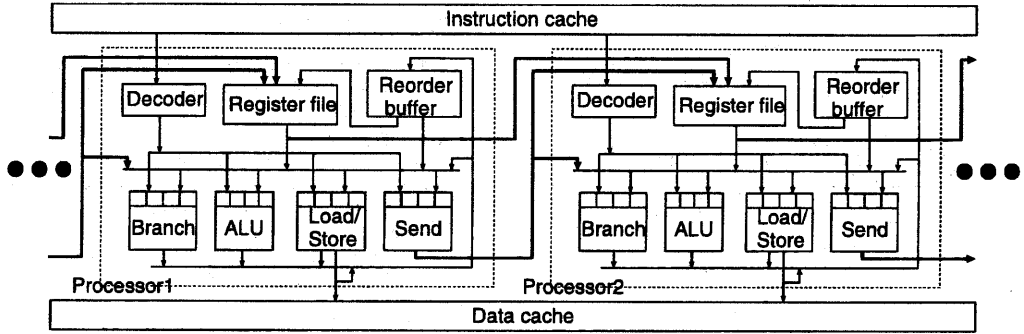 Instruction cache
Decoder
Register file
Reorder
buffer
Branch
ALU
Load/
Store
Send
Processor1
Decoder
Register file
Reorder
buffer
Branch
ALU
Load/
Store
Send
Processor2
Data cache